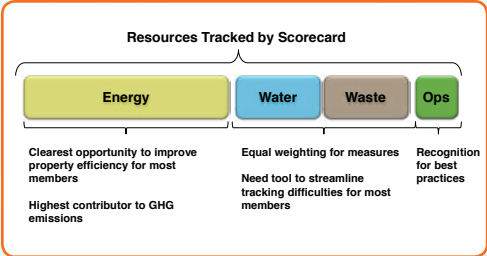 Resources Tracked by Scorecard
Energy
Water
Waste
Ops
Clearest opportunity to improve
property efficiency for most
members
Highest contributor to GHG
emissions
Equal weighting for measures
Need tool to streamline
tracking difficulties for most
members
Recognition
for best
practices